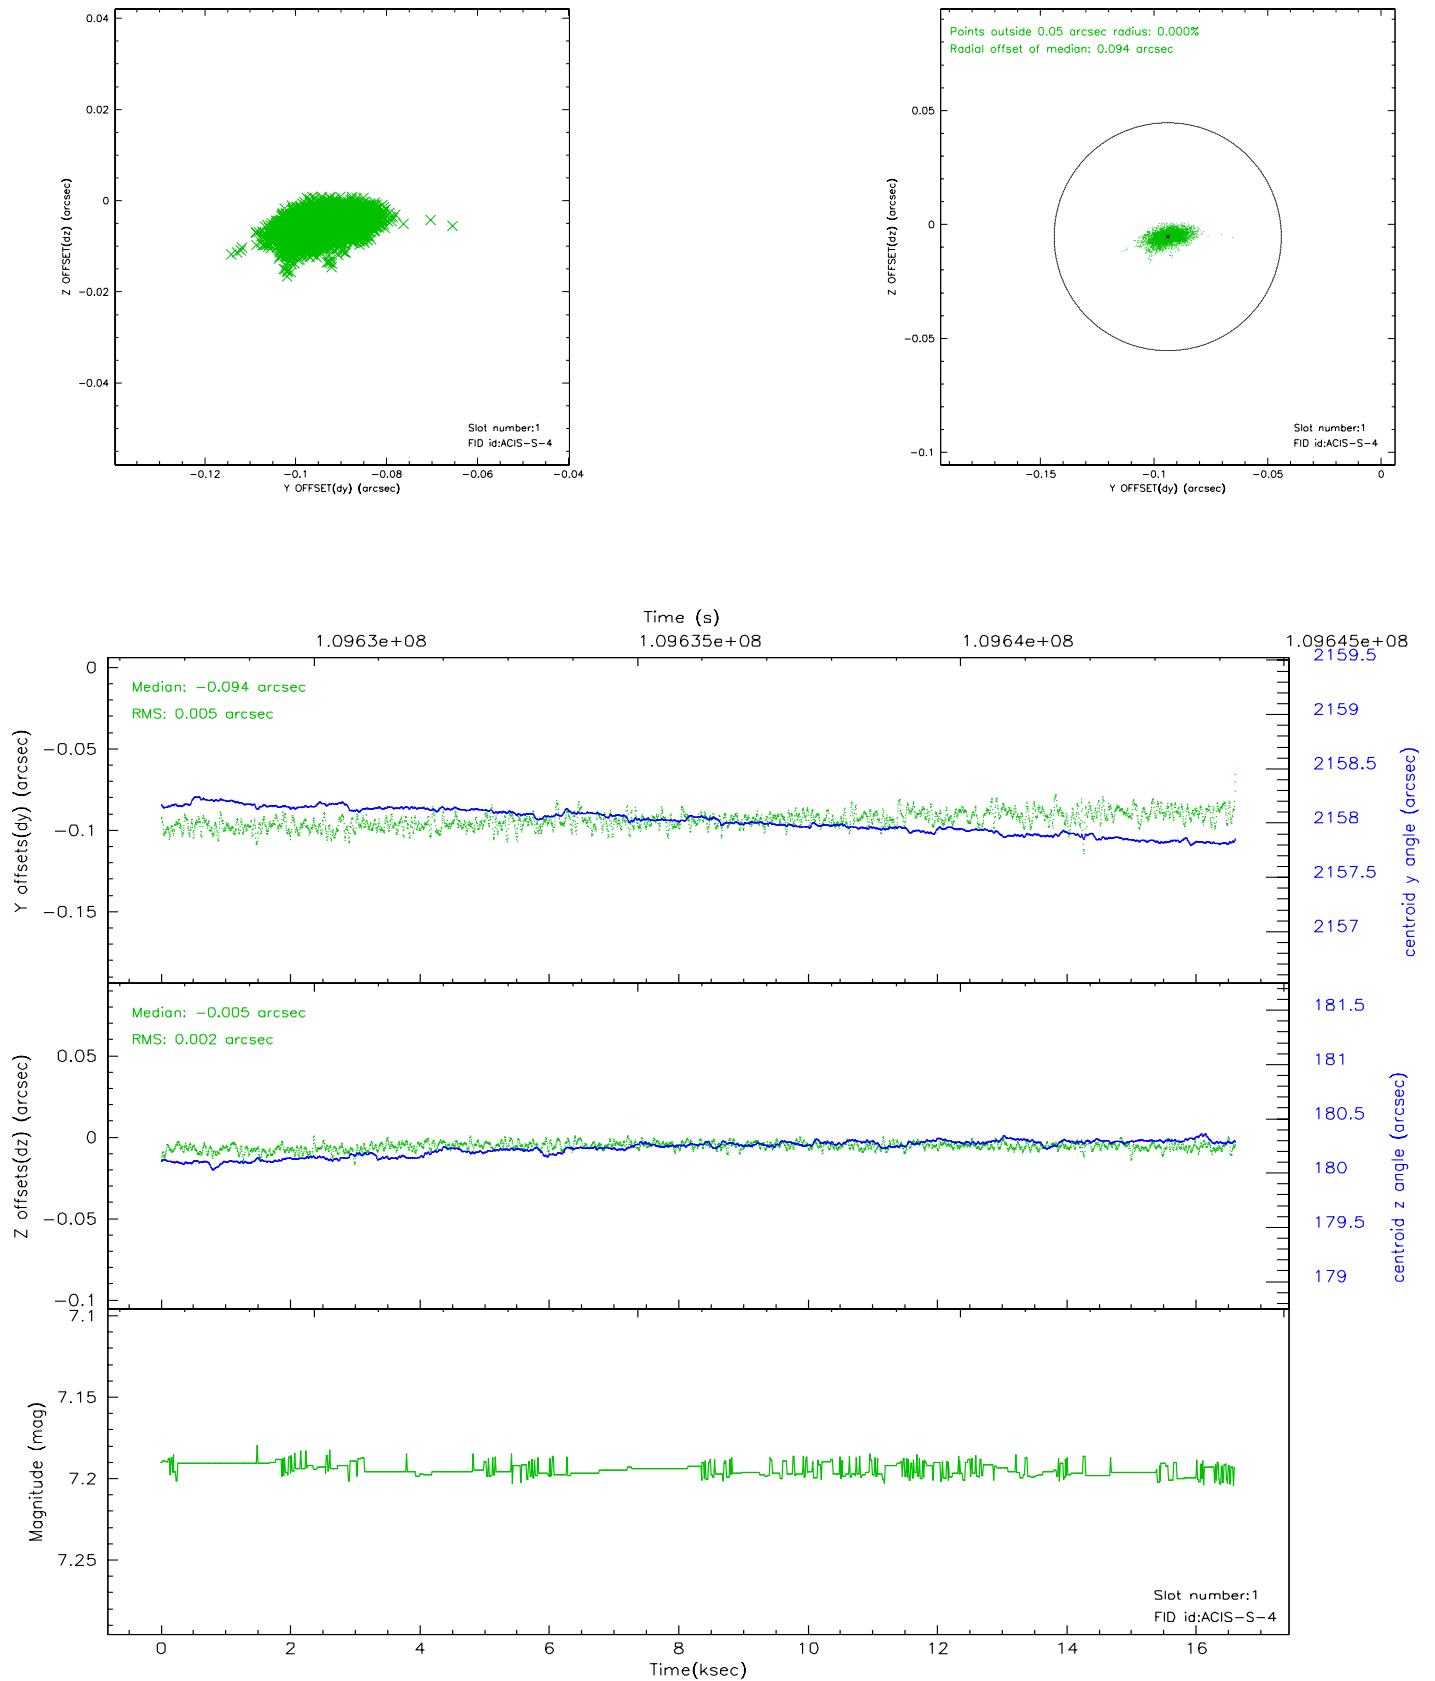 0.04
0.02
0
−0.02
−0.04
Z OFFSET(dz) (arcsec)
Slot number:1
FID id:ACIS−S−4
−0.12
−0.1
−0.08
−0.06
−0.04
Y OFFSET(dy) (arcsec)
Points outside 0.05 arcsec radius: 0.000%
Radial offset of median: 0.094 arcsec
0.05
0
−0.05
−0.1
Z OFFSET(dz) (arcsec)
Slot number:1
FID id:ACIS−S−4
−0.15
−0.1
−0.05
0
Y OFFSET(dy) (arcsec)
Time (s)
1.0963e+08
1.09635e+08
1.0964e+08
1.09645e+08
0
−0.05
−0.1
−0.15
Y offsets(dy) (arcsec)
Median: −0.094 arcsec
RMS: 0.005 arcsec
2159.5
2159
2158.5
2158
2157.5
2157
centroid y angle (arcsec)
0.05
0
−0.05
−0.1
Z offsets(dz) (arcsec)
Median: −0.005 arcsec
RMS: 0.002 arcsec
181.5
181
180.5
180
179.5
179
centroid z angle (arcsec)
7.1
7.15
7.2
7.25
Magnitude (mag)
Slot number:1
FID id:ACIS−S−4
0
2
4
6
8
10
12
14
16
Time(ksec)